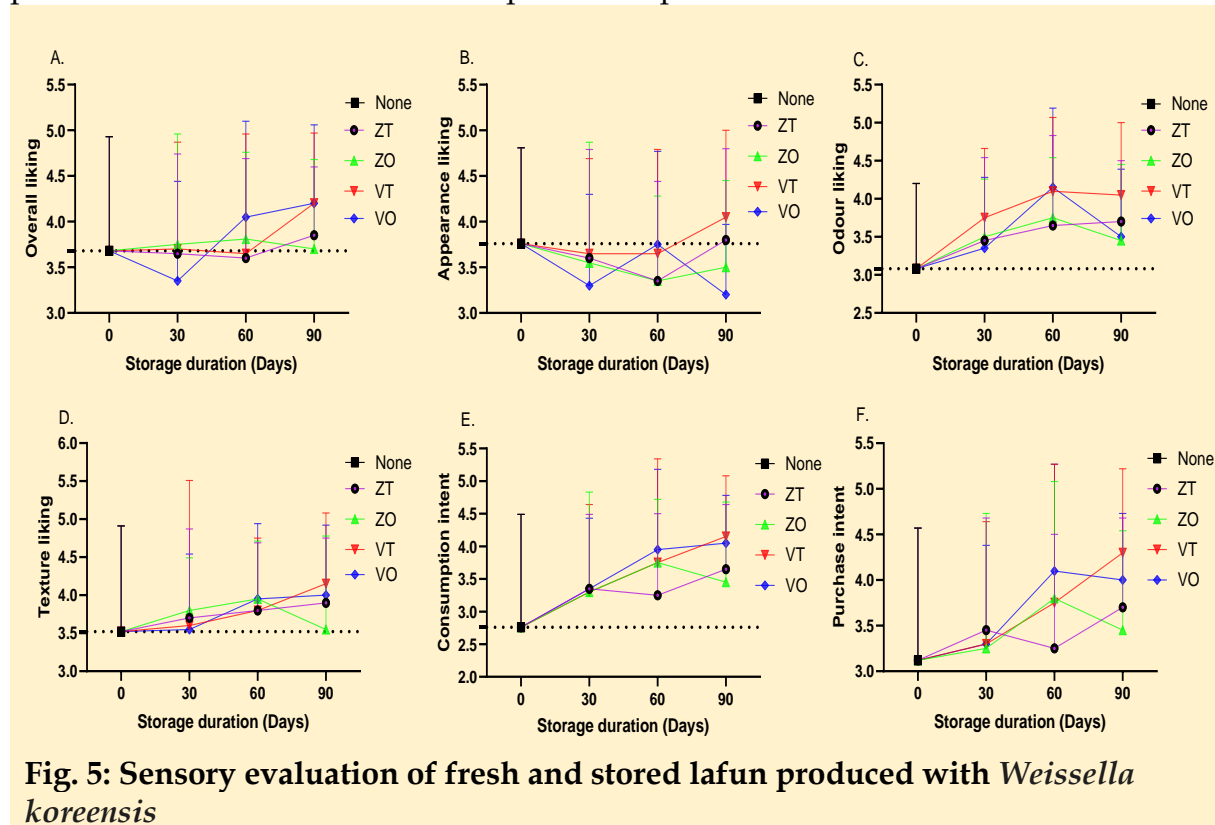 A.
Overall liking
5.5
5.0
4.5
4.0
3.5
3.0
0 30 60 90
Storage duration (Days)
None
ZT
ZO
VT
VO
B.
Appearance liking
5.5
5.0
4.5
4.0
3.5
3.0
0 30 60 90
Storage duration (Days)
None
ZT
ZO
VT
VO
C.
Odour liking
5.5
5.0
4.5
4.0
3.5
3.0
2.5
0 30 60 90
Storage duration (Days)
None
ZT
ZO
VT
VO
D.
Texture liking
6.0
5.5
5.0
4.5
4.0
3.5
3.0
0 30 60 90
Storage duration (Days)
None
ZT
ZO
VT
VO
E.
Consumption intent
5.5
5.0
4.5
4.0
3.5
3.0
2.5
2.0
0 30 60 90
Storage duration (Days)
None
ZT
ZO
VT
VO
F.
Purchase intent
5.5
5.0
4.5
4.0
3.5
3.0
0 30 60 90
Storage duration (Days)
None
ZT
ZO
VT
VO
Fig. 5: Sensory evaluation of fresh and stored lafun produced with Weissella
koreensis